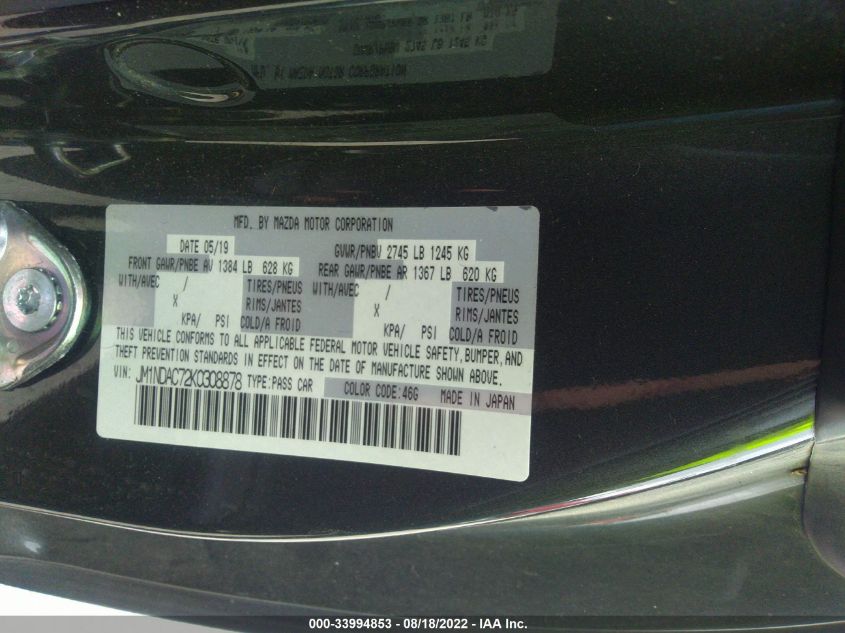 MFD. BY MAZDA MOTOR CORPORATION
DATE 05/19 GVWR/PNBV 2745 LB 1245 KG
FRONT GAWR/PNBE AV 1384 LB 628 KG REAR GAWR/PNBE AR 1367 LB 620 KG
WITH/AVEC / TIRES/PNEUS WITH/AVEC / TIRES/PNEUS
X RIMS/JANTES X RIMS/JANTES
KPA/ PSI COLD/A FROID KPA/ PSI COLD/A FROID
THIS VEHICLE CONFORMS TO ALL APPLICABLE FEDERAL MOTOR VEHICLE SAFETY, BUMPER, AND
THEFT PREVENTION STANDARDS IN EFFECT ON THE DATE OF MANUFACTURE SHOWN ABOVE.
VIN: JM1NDAC72K0308878 TYPE:PASS CAR COLOR CODE:46G MADE IN JAPAN
000-33994853 - 08/18/2022 - IAA Inc.